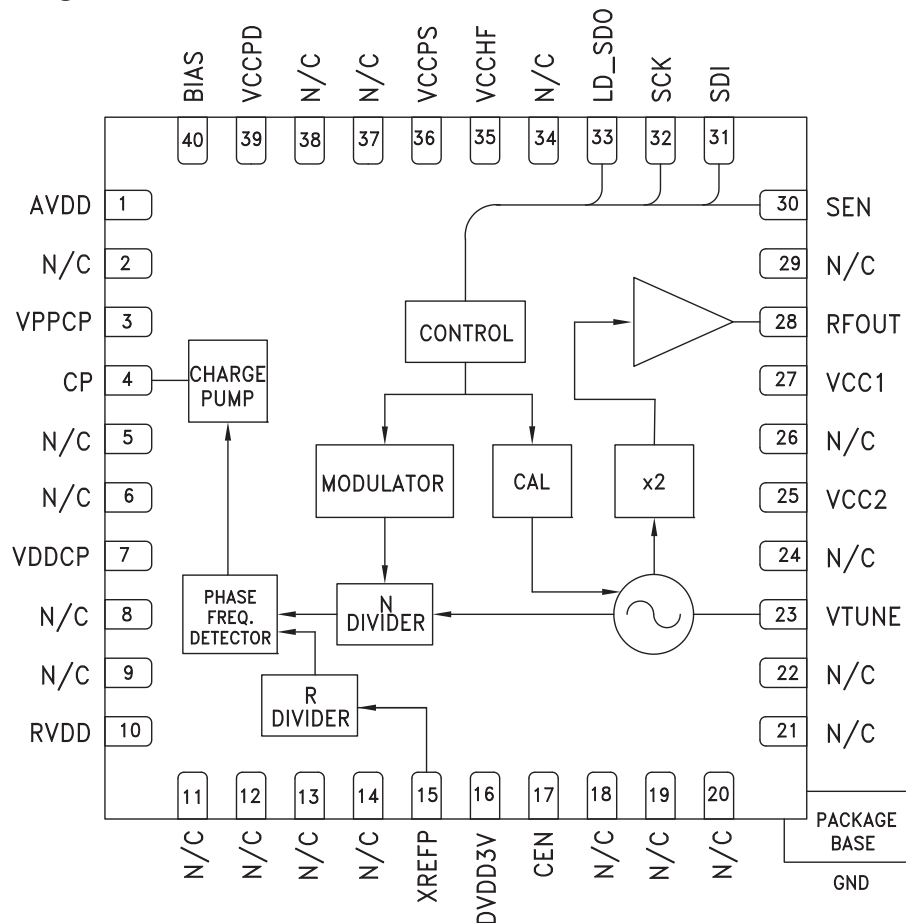 BIAS
VCCPD
N/C
N/C
VCCPS
VCCHF
N/C
LD_SDO
SCK
SDI
40
39
38
37
36
35
34
33
32
31
AVDD 1
N/C 2
VPPCP 3
CP 4
N/C 5
N/C 6
VDDCP 7
N/C 8
N/C 9
RVDD 10
30 SEN
29 N/C
28 RFOUT
27 VCC1
26 N/C
25 VCC2
24 N/C
23 VTUNE
22 N/C
21 N/C
CONTROL
CHARGE
PUMP
MODULATOR
CAL
x2
PHASE
FREQ.
DETECTOR
N
DIVIDER
R
DIVIDER
11
12
13
14
15
16
17
18
19
20
N/C
N/C
N/C
N/C
XREFP
DVDD3V
CEN
N/C
N/C
N/C
PACKAGE
BASE
GND